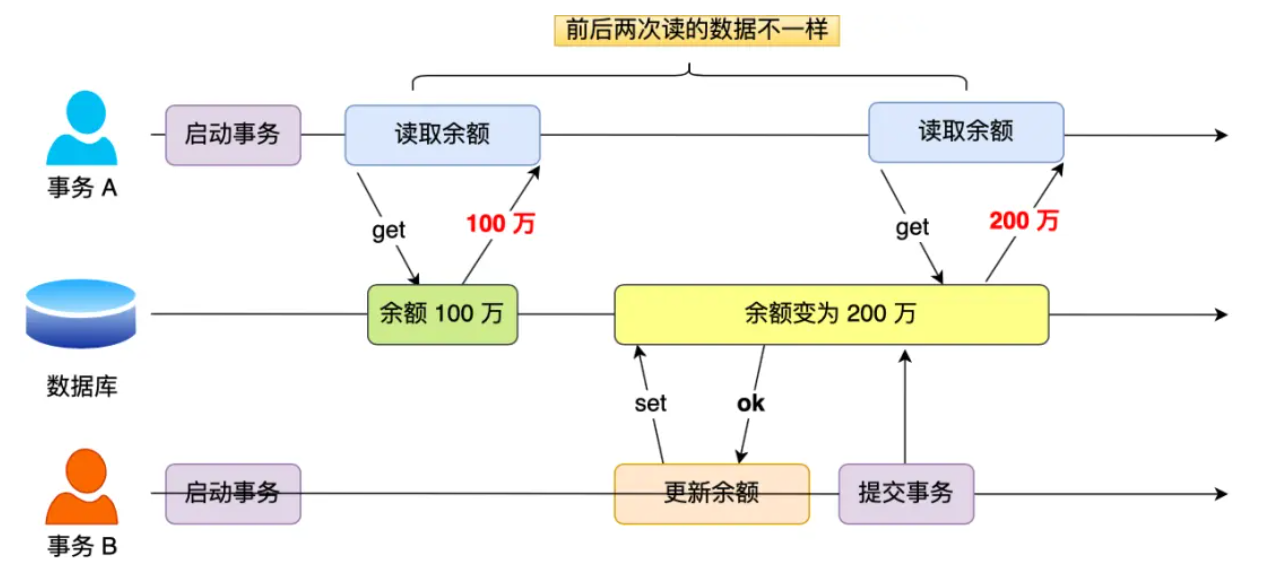 前后两次读的数据不一样
启动事务
读取余额
读取余额
事务 A
get
100 万
get
200 万
余额 100 万
余额变为 200 万
数据库
set
ok
启动事务
更新余额
提交事务
事务 B